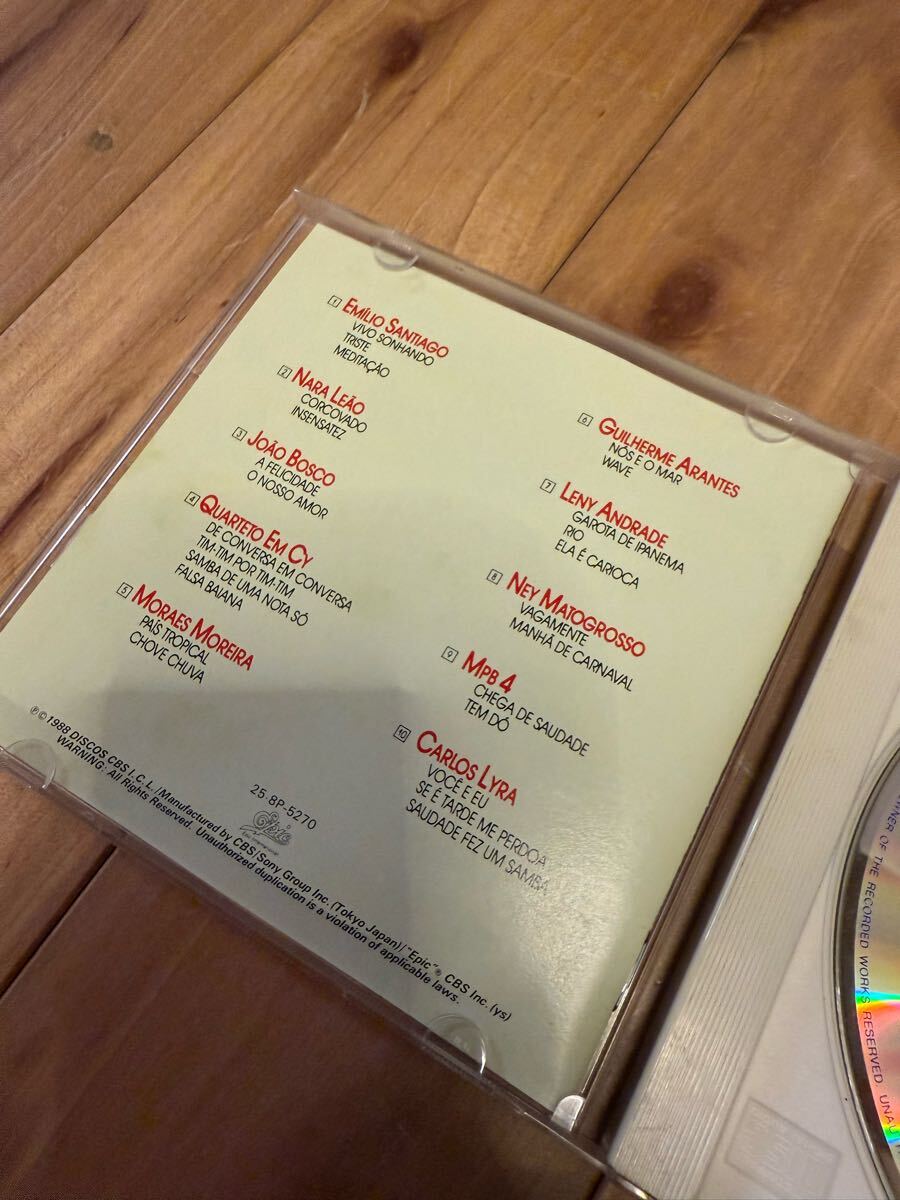 1 EMÍLIO SANTIAGO
VIVO SONHANDO
TRISTE
MEDITAÇÃO
2 NARA LEÃO
CORCOVADO
INSENSATEZ
3 JOÃO BOSCO
A FELICIDADE
O NOSSO AMOR
4 QUARTETO EM CY
DE CONVERSA EM CONVERSA
TIM-TIM POR TIM-TIM
SAMBA DE UMA NOTA SÓ
FALSA BAIANA
5 MORAES MOREIRA
PAÍS TROPICAL
CHOVE CHUVA
6 GUILHERME ARANTES
NÓS E O MAR
WAVE
7 LENY ANDRADE
GAROTA DE IPANEMA
RIO
ELA É CARIOCA
8 NEY MATOGROSSO
VAGAMENTE
MANHÃ DE CARNAVAL
9 MPB 4
CHEGA DE SAUDADE
TEM DÓ
10 CARLOS LYRA
VOCÊ E EU
SE É TARDE ME PERDOA
SAUDADE FEZ UM SAMBA
25·8P-5270
Epic
℗©1988 DISCOS CBS I.C.L./Manufactured by CBS/Sony Group Inc.(Tokyo Japan)/"Epic"® CBS Inc.(ys)
WARNING: All Rights Reserved. Unauthorized duplication is a violation of applicable laws.
OF THE RECORDED WORKS RESERVED. UNAU